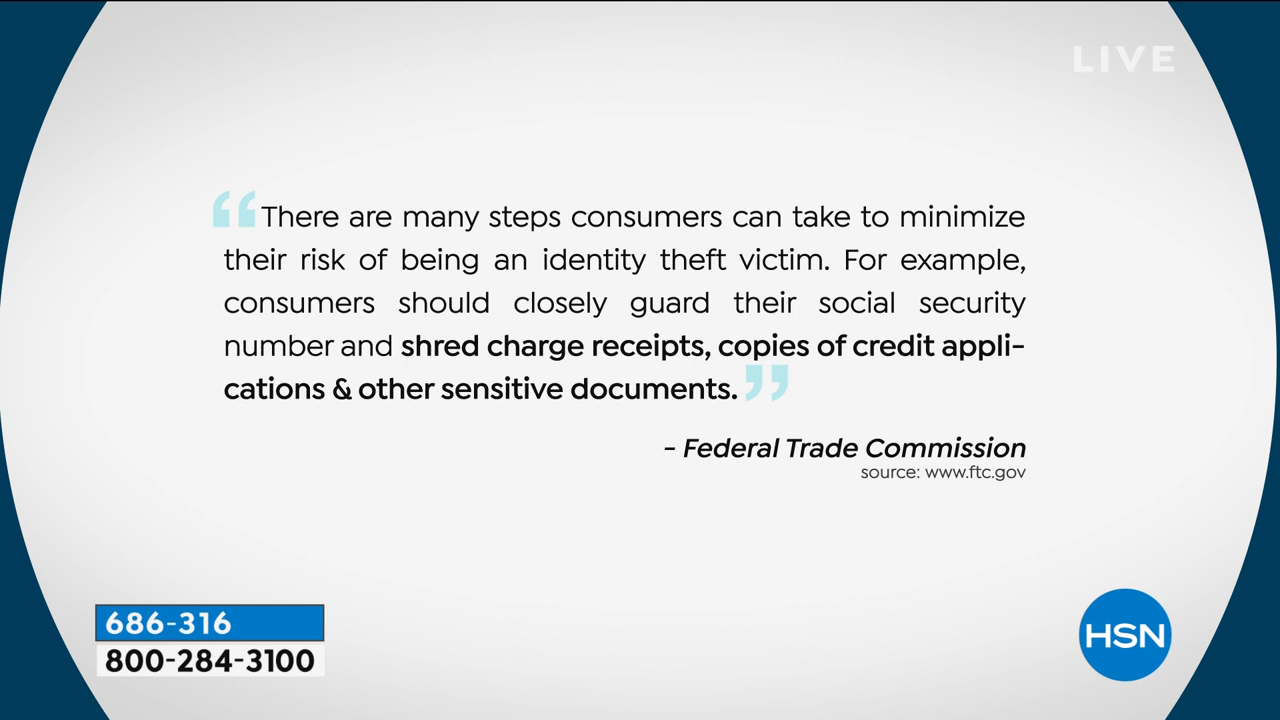 LIVE
“There are many steps consumers can take to minimize
their risk of being an identity theft victim. For example,
consumers should closely guard their social security
number and shred charge receipts, copies of credit appli-
cations & other sensitive documents.”
- Federal Trade Commission
source: www.ftc.gov
686-316
800-284-3100
HSN